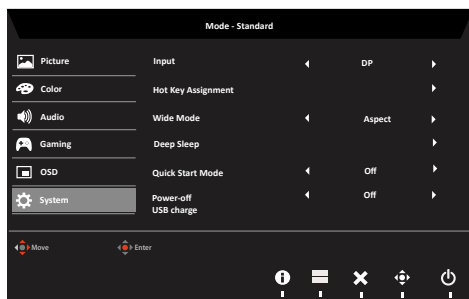 Mode - Standard
Picture
Input
DP
Color
Hot Key Assignment
Audio
Wide Mode
Aspect
Gaming
Deep Sleep
OSD
Quick Start Mode
Off
System
Power-off
USB charge
Off
Move
Enter